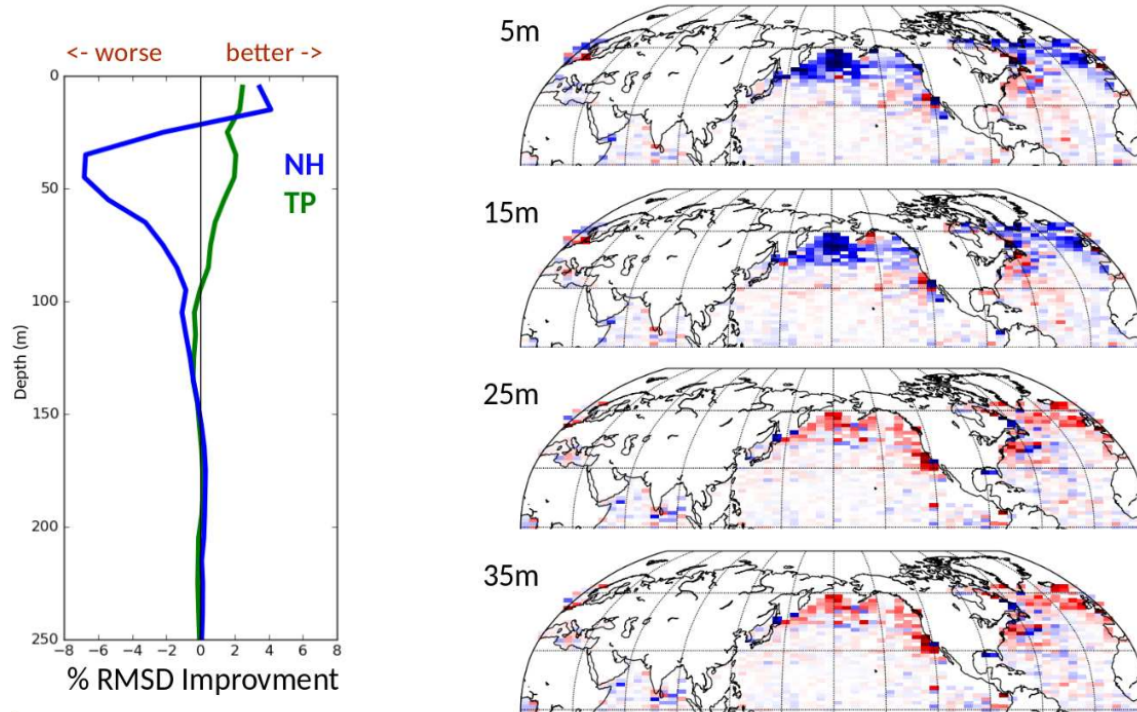 <- worse better ->
0
50
100
150
200
250
Depth (m)
NH
TP
−8 −6 −4 −2 0 2 4 6 8
% RMSD Improvment
5m
15m
25m
35m